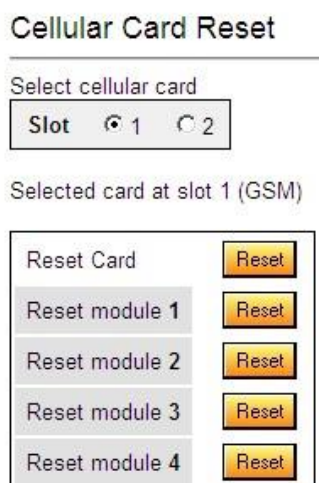 Cellular Card Reset
Select cellular card
Slot 1 2
Selected card at slot 1 (GSM)
Reset Card Reset
Reset module 1 Reset
Reset module 2 Reset
Reset module 3 Reset
Reset module 4 Reset